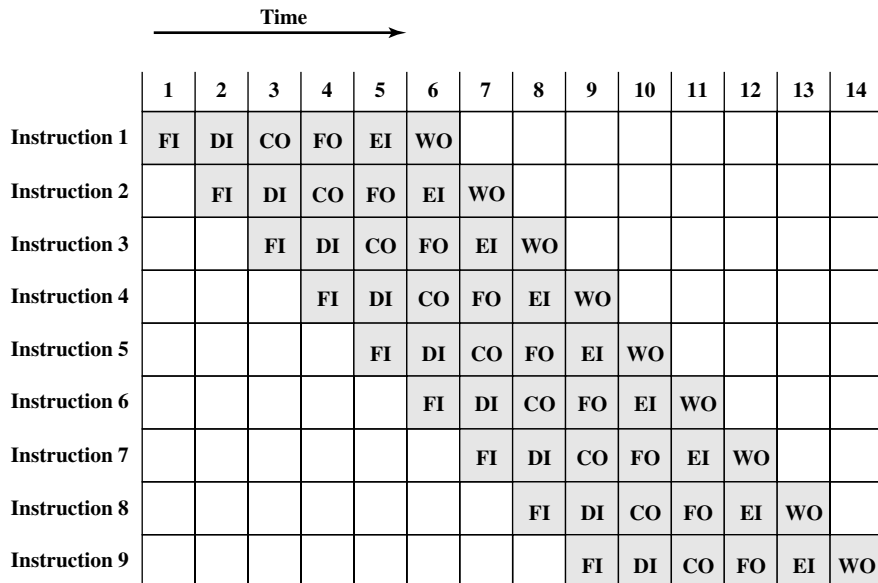 Time
1 2 3 4 5 6 7 8 9 10 11 12 13 14
Instruction 1 FI DI CO FO EI WO
Instruction 2 FI DI CO FO EI WO
Instruction 3 FI DI CO FO EI WO
Instruction 4 FI DI CO FO EI WO
Instruction 5 FI DI CO FO EI WO
Instruction 6 FI DI CO FO EI WO
Instruction 7 FI DI CO FO EI WO
Instruction 8 FI DI CO FO EI WO
Instruction 9 FI DI CO FO EI WO